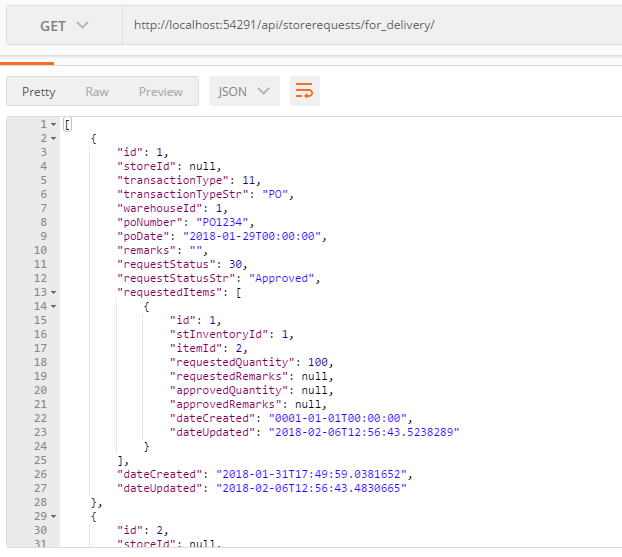 GET http://localhost:54291/api/storerequests/for_delivery/
Pretty Raw Preview JSON
1 [
2 {
3 "id": 1,
4 "storeId": null,
5 "transactionType": 11,
6 "transactionTypeStr": "PO",
7 "warehouseId": 1,
8 "poNumber": "PO1234",
9 "poDate": "2018-01-29T00:00:00",
10 "remarks": "",
11 "requestStatus": 30,
12 "requestStatusStr": "Approved",
13 "requestedItems": [
14 {
15 "id": 1,
16 "stInventoryId": 1,
17 "itemId": 2,
18 "requestedQuantity": 100,
19 "requestedRemarks": null,
20 "approvedQuantity": null,
21 "approvedRemarks": null,
22 "dateCreated": "0001-01-01T00:00:00",
23 "dateUpdated": "2018-02-06T12:56:43.5238289"
24 }
25 ],
26 "dateCreated": "2018-01-31T17:49:59.0381652",
27 "dateUpdated": "2018-02-06T12:56:43.4830665"
28 },
29 {
30 "id": 2,
31 "storeId": null,